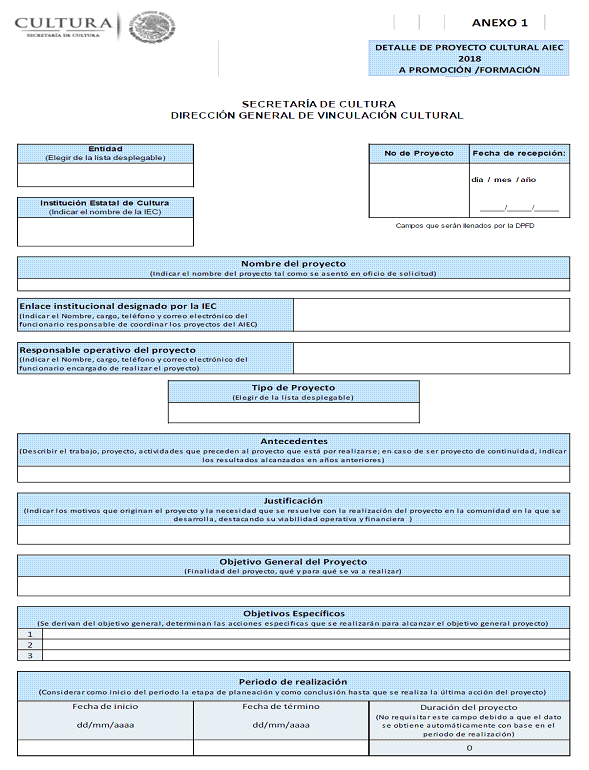 CULTURA
SECRETARÍA DE CULTURA
ANEXO 1
DETALLE DE PROYECTO CULTURAL AIEC
2018
A PROMOCIÓN /FORMACIÓN
SECRETARÍA DE CULTURA
DIRECCIÓN GENERAL DE VINCULACIÓN CULTURAL
Entidad
(Elegir de la lista desplegable)
No de Proyecto
Fecha de recepción:
día / mes / año
_____/_____/_____
Institución Estatal de Cultura
(Indicar el nombre de la IEC)
Campos que serán llenados por la DPFD
Nombre del proyecto
(Indicar el nombre del proyecto tal como se asentó en oficio de solicitud)
Enlace institucional designado por la IEC
(Indicar el Nombre, cargo, teléfono y correo electrónico del
funcionario responsable de coordinar los proyectos del AIEC)
Responsable operativo del proyecto
(Indicar el Nombre, cargo, teléfono y correo electrónico del
funcionario encargado de realizar el proyecto)
Tipo de Proyecto
(Elegir de la lista desplegable)
Antecedentes
(Describir el trabajo, proyecto, actividades que preceden al proyecto que está por realizarse; en caso de ser proyecto de continuidad, indicar
los resultados alcanzados en años anteriores)
Justificación
(Indicar los motivos que originan el proyecto y la necesidad que se resuelve con la realización del proyecto en la comunidad en la que se
desarrolla, destacando su viabilidad operativa y financiera )
Objetivo General del Proyecto
(Finalidad del proyecto, qué y para qué se va a realizar)
Objetivos Específicos
(Se derivan del objetivo general, determinan las acciones especificas que se realizarán para alcanzar el objetivo general proyecto)
1
2
3
Periodo de realización
(Considerar como inicio del periodo la etapa de planeación y como conclusión hasta que se realiza la última acción del proyecto)
Fecha de inicio
dd/mm/aaaa
Fecha de término
dd/mm/aaaa
Duración del proyecto
(No requisitar este campo debido a que el dato
se obtiene automáticamente con base en el
periodo de realización)
0